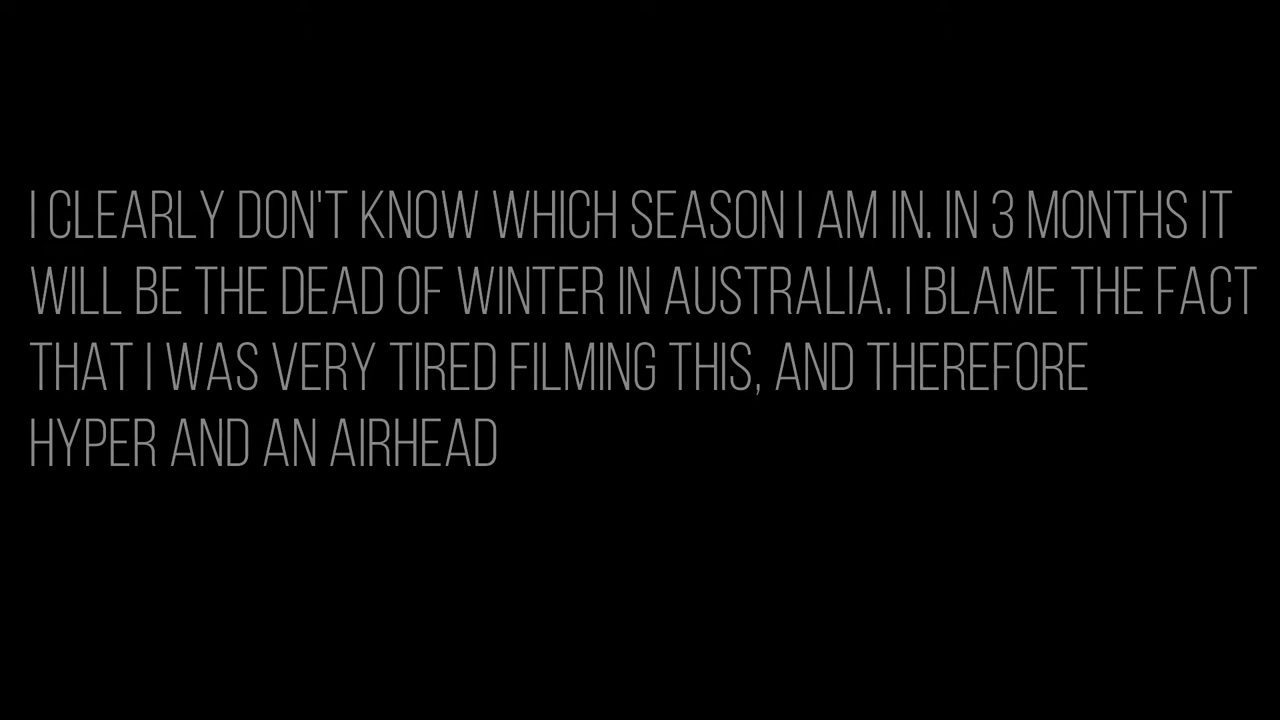 I CLEARLY DON'T KNOW WHICH SEASON I AM IN. IN 3 MONTHS IT
WILL BE THE DEAD OF WINTER IN AUSTRALIA. I BLAME THE FACT
THAT I WAS VERY TIRED FILMING THIS, AND THEREFORE
HYPER AND AN AIRHEAD